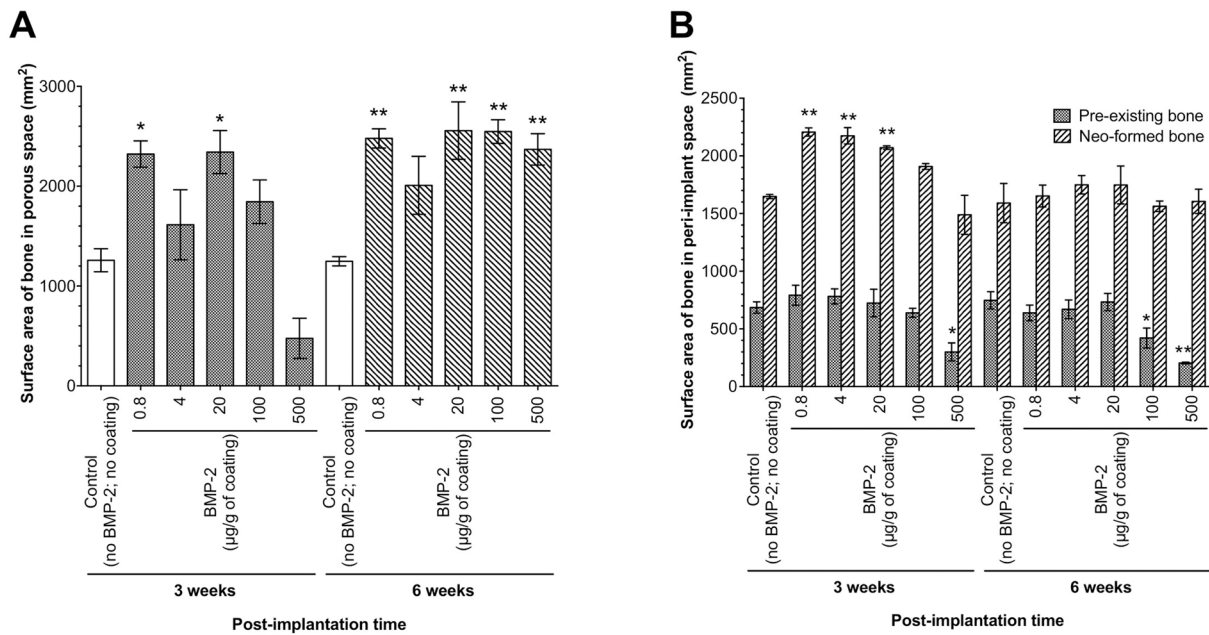 A
Surface area of bone in porous space (mm²)
3000
2000
1000
0
*
*
**
**
**
**
Control
(no BMP-2; no coating)
0.8
4
20
100
500
BMP-2
(µg/g of coating)
Control
(no BMP-2; no coating)
0.8
4
20
100
500
BMP-2
(µg/g of coating)
3 weeks
6 weeks
Post-implantation time
B
Surface area of bone in peri-implant space (mm²)
2500
2000
1500
1000
500
0
Pre-existing bone
Neo-formed bone
**
**
**
*
*
**
Control
(no BMP-2; no coating)
0.8
4
20
100
500
BMP-2
(µg/g of coating)
Control
(no BMP-2; no coating)
0.8
4
20
100
500
BMP-2
(µg/g of coating)
3 weeks
6 weeks
Post-implantation time